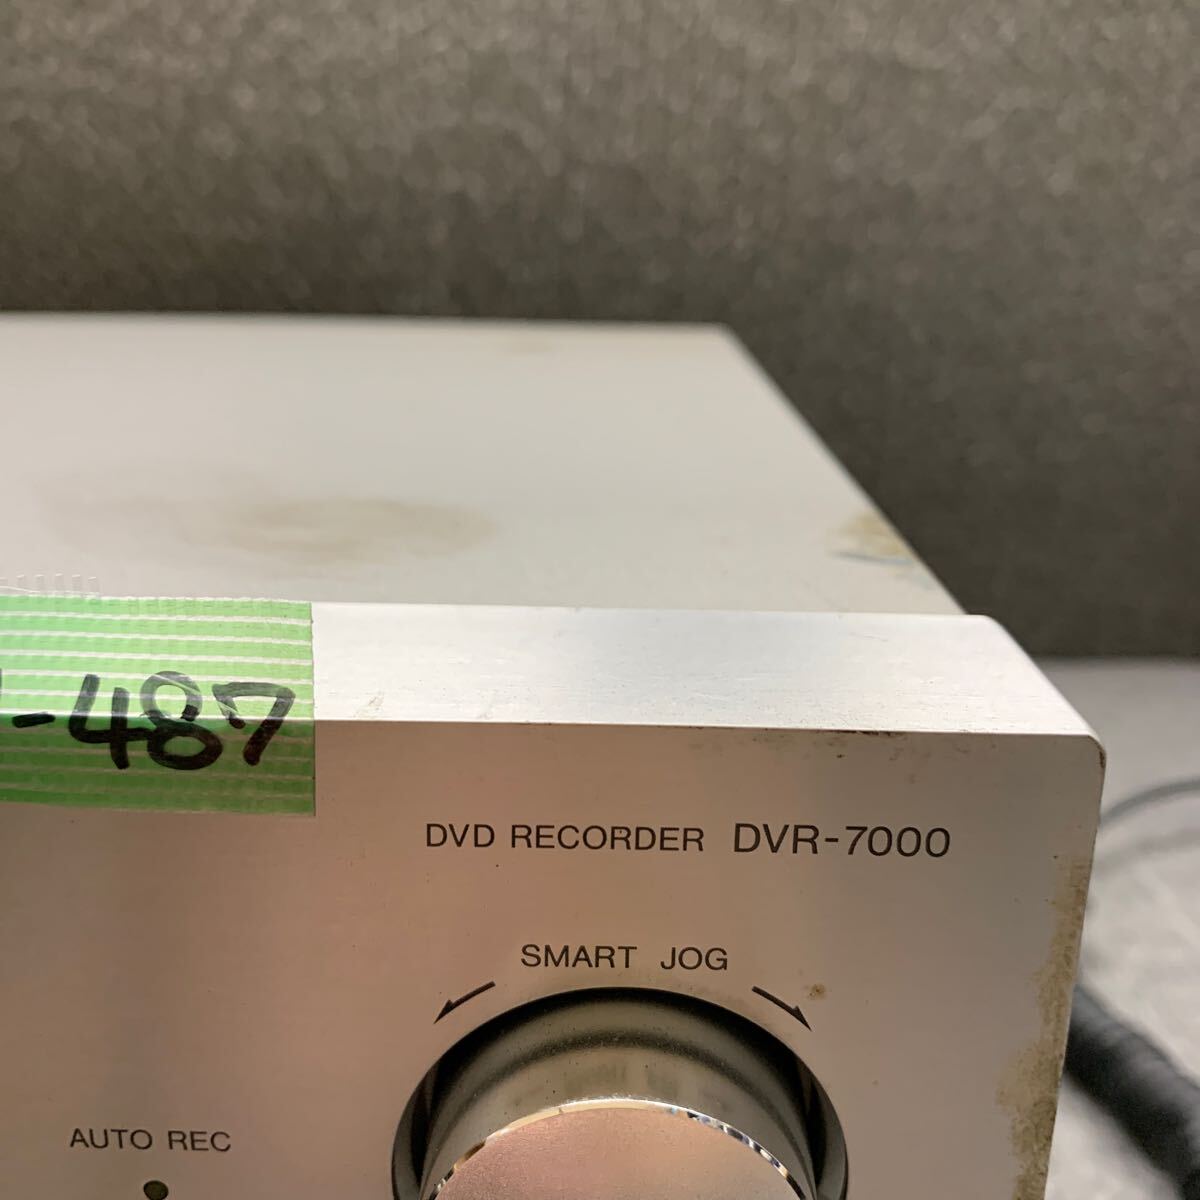 -487
DVD RECORDER DVR-7000
SMART JOG
AUTO REC